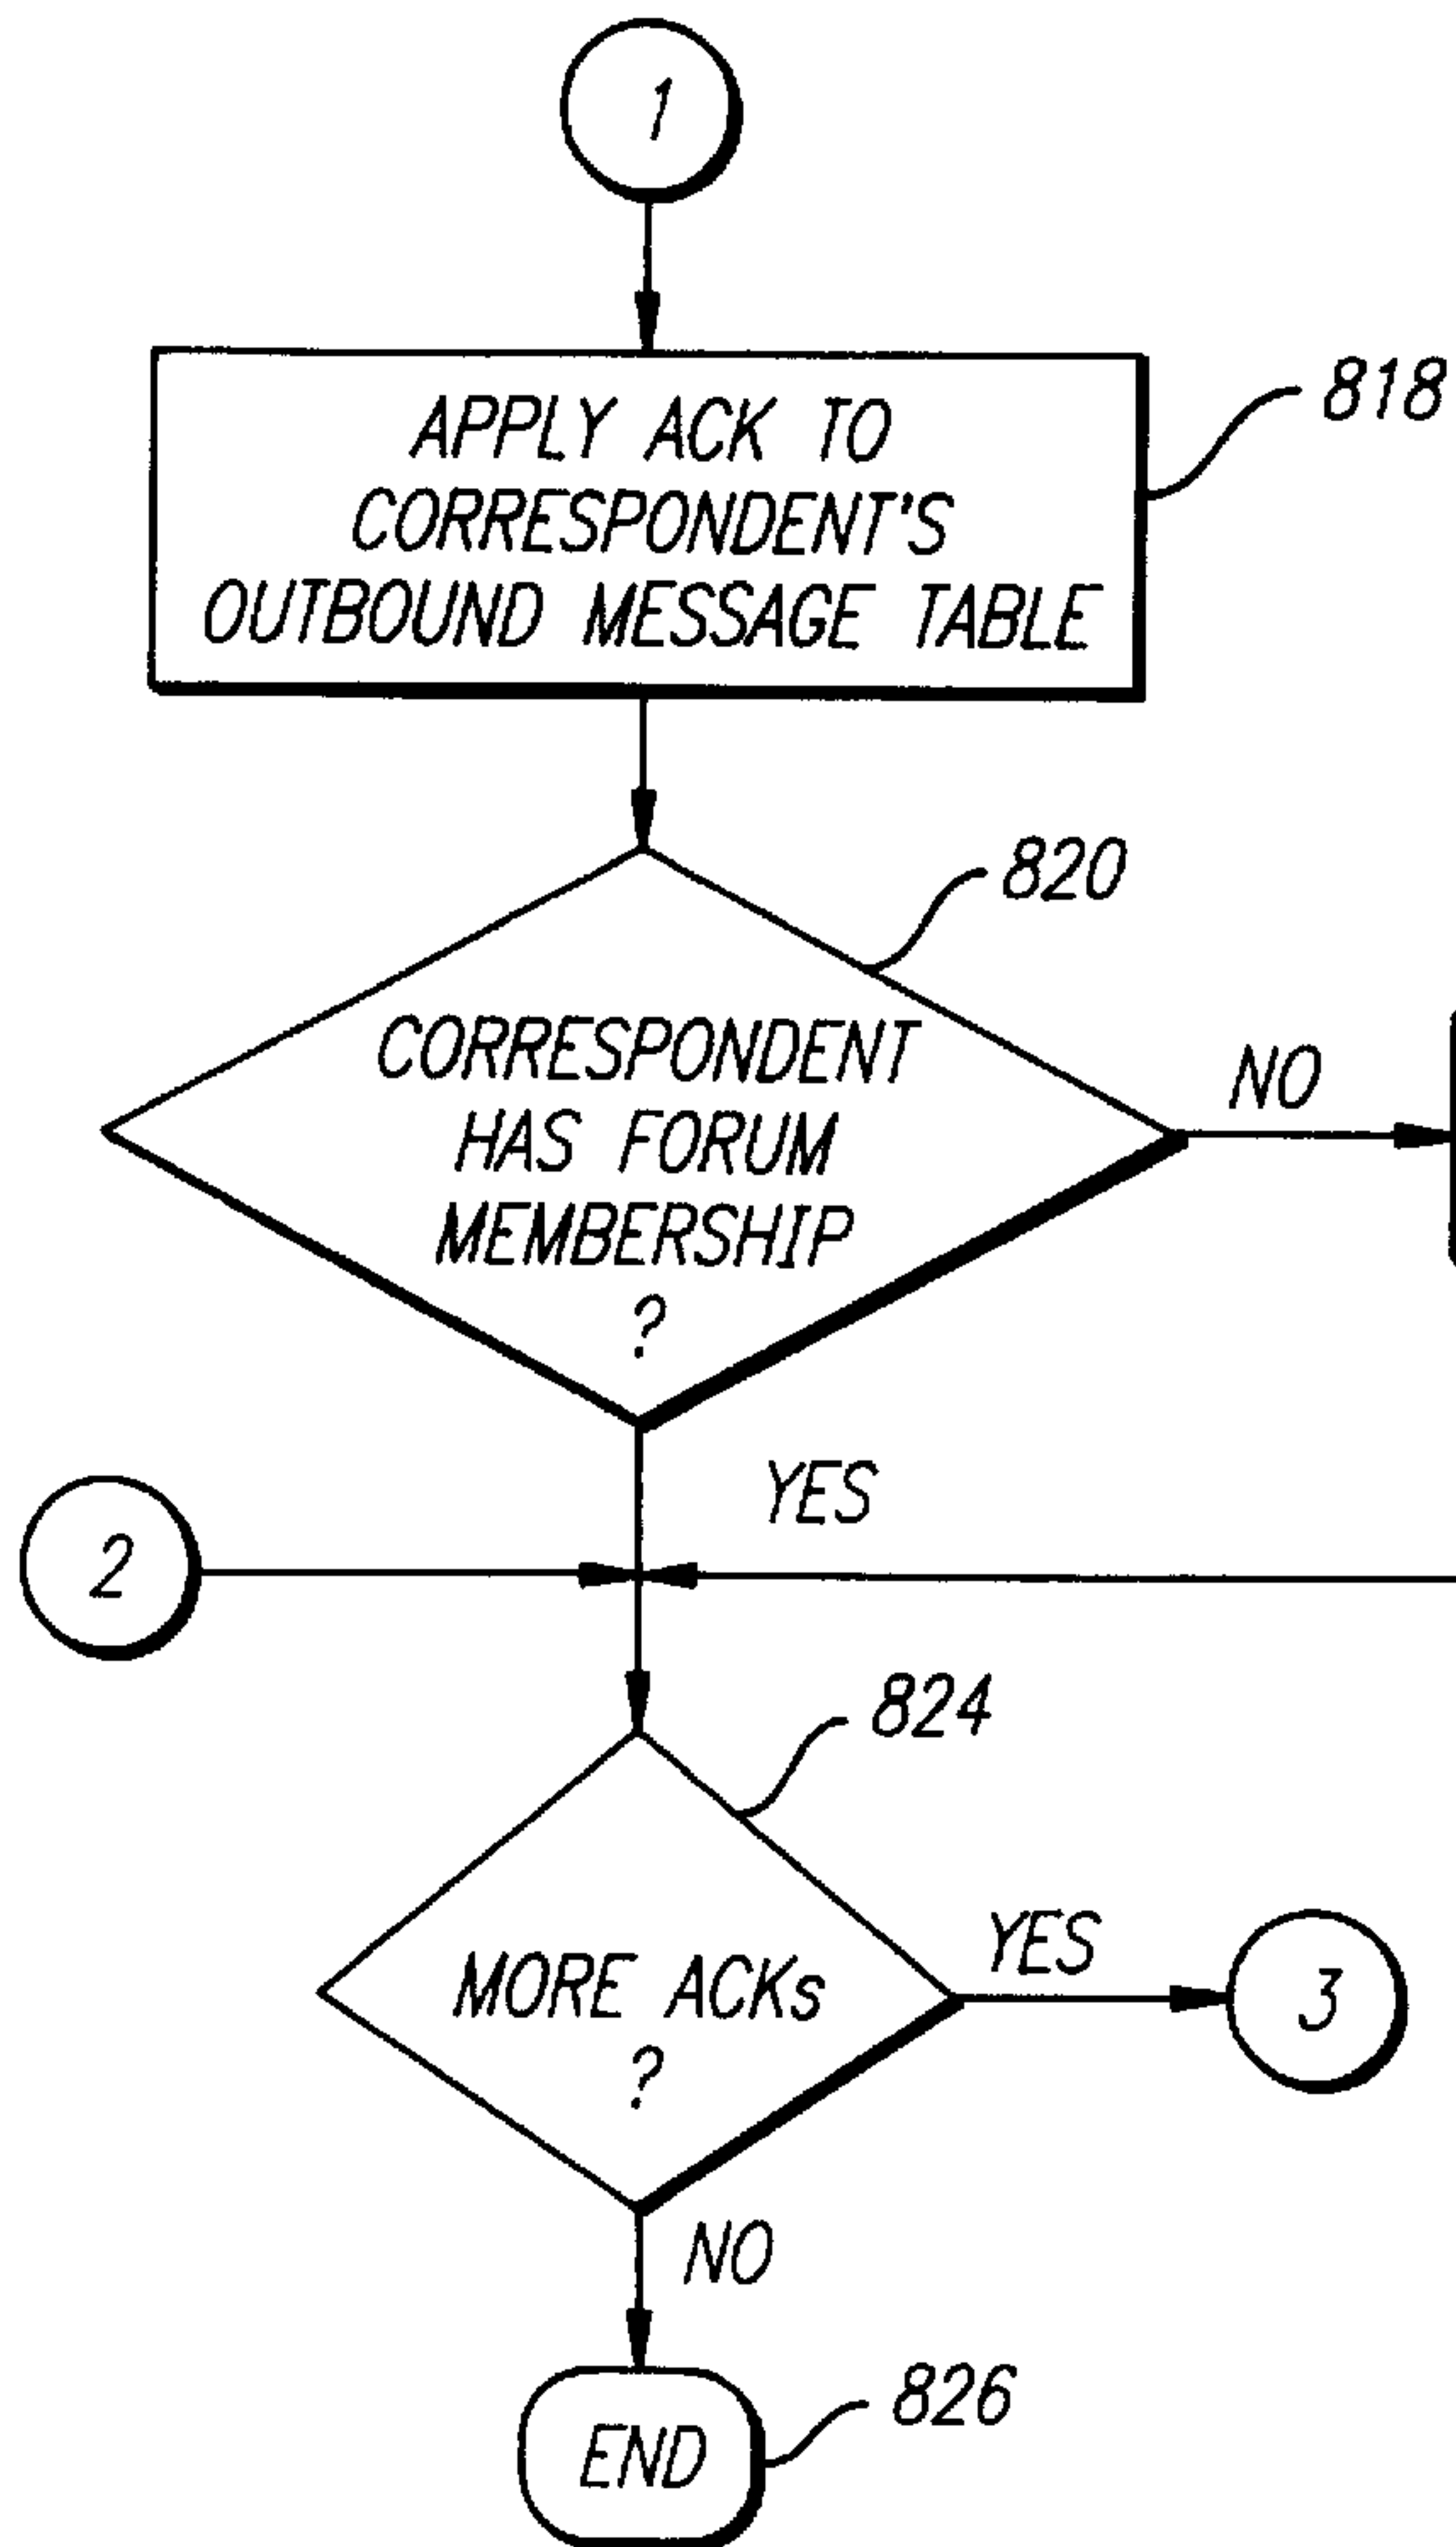 1
APPLY ACK TO
CORRESPONDENT'S
OUTBOUND MESSAGE TABLE
818
820
CORRESPONDENT
HAS FORUM
MEMBERSHIP
?
NO
YES
2
824
MORE ACKs
?
YES
3
NO
END
826